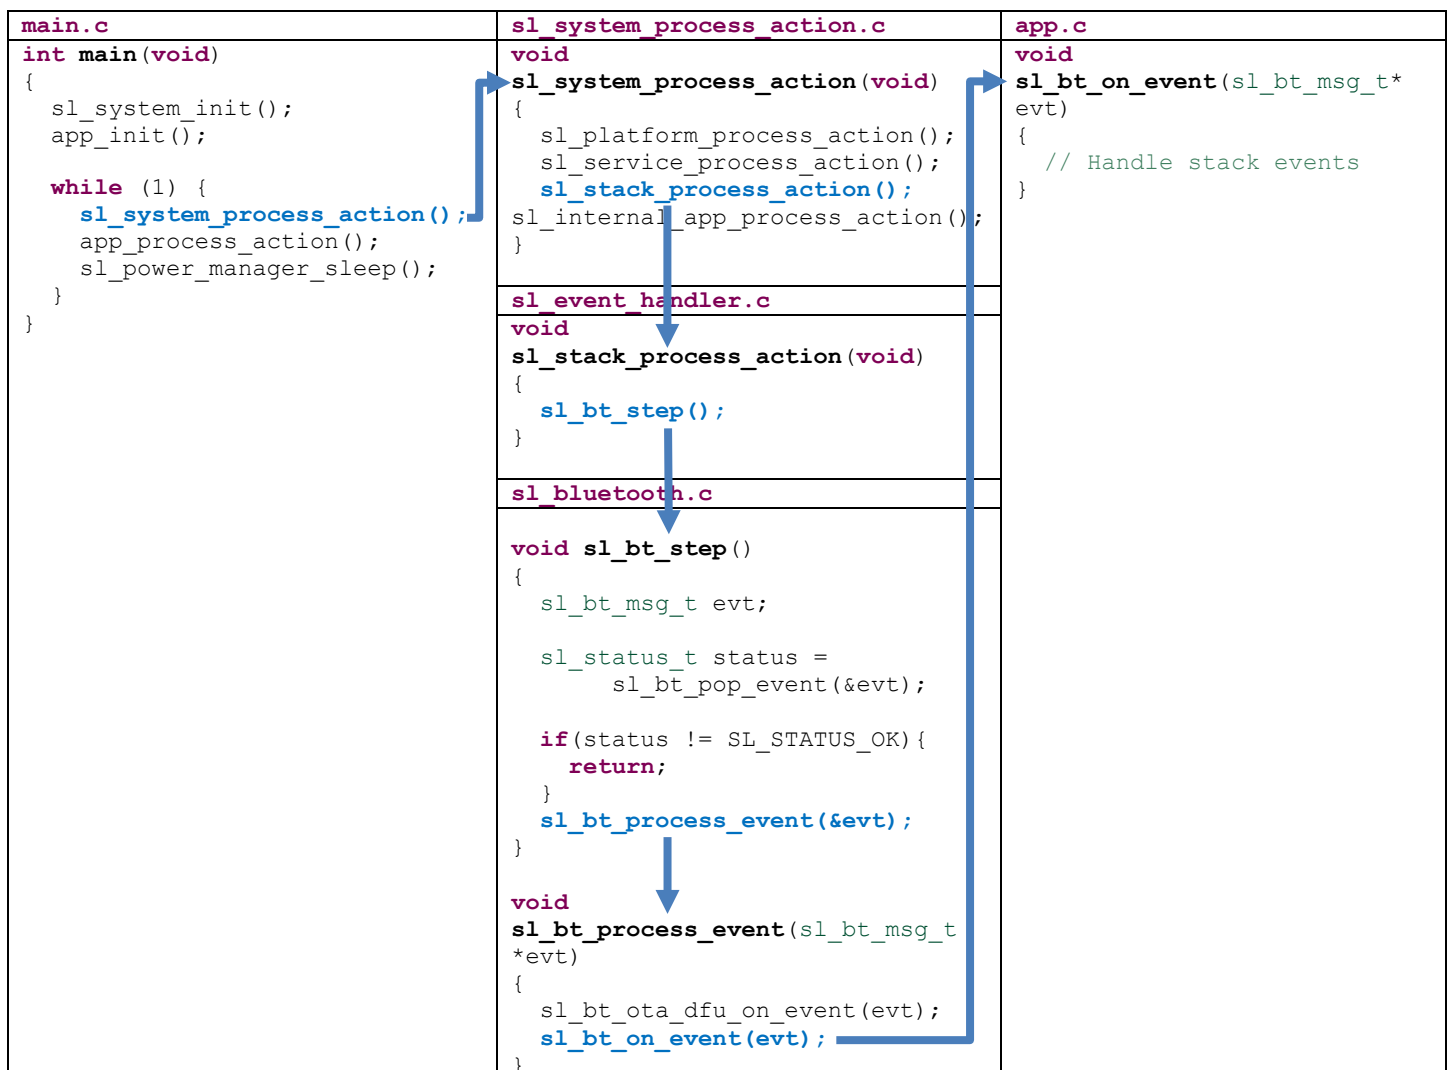 main.c
int main(void)
{
  sl_system_init();
  app_init();

  while (1) {
    sl_system_process_action();
    app_process_action();
    sl_power_manager_sleep();
  }
}
sl_system_process_action.c
void
sl_system_process_action(void)
{
  sl_platform_process_action();
  sl_service_process_action();
  sl_stack_process_action();
sl_internal_app_process_action();
}
sl_event_handler.c
void
sl_stack_process_action(void)
{
  sl_bt_step();
}
sl_bluetooth.c
void sl_bt_step()
{
  sl_bt_msg_t evt;

  sl_status_t status =
       sl_bt_pop_event(&evt);

  if(status != SL_STATUS_OK){
    return;
  }
  sl_bt_process_event(&evt);
}

void
sl_bt_process_event(sl_bt_msg_t
*evt)
{
  sl_bt_ota_dfu_on_event(evt);
  sl_bt_on_event(evt);
}
app.c
void
sl_bt_on_event(sl_bt_msg_t*
evt)
{
  // Handle stack events
}